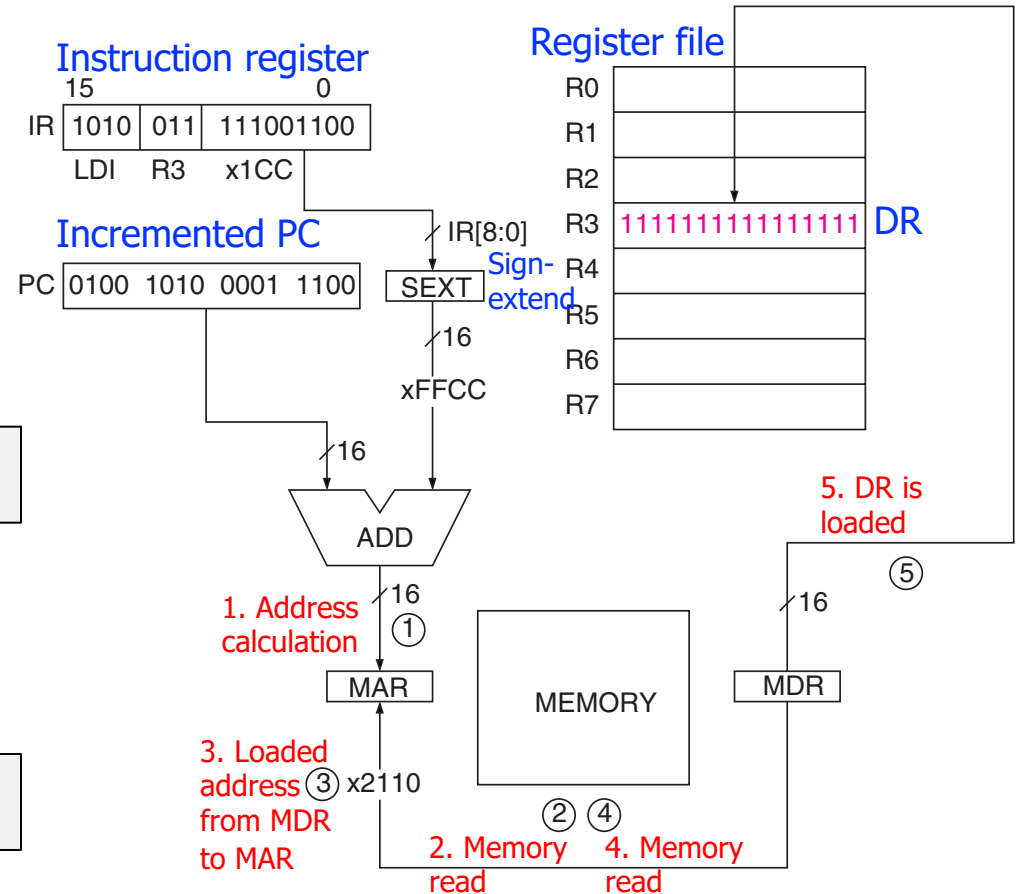 Instruction register
15 0
IR 1010 011 111001100
LDI R3 x1CC
Incremented PC
PC 0100 1010 0001 1100
IR[8:0]
Sign-
extend
SEXT
16
xFFCC
16
ADD
1. Address
calculation
16
①
MAR
3. Loaded
address ③ x2110
from MDR
to MAR
MEMORY
② ④
2. Memory
read
4. Memory
read
MDR
16
5. DR is
loaded
⑤
Register file
R0
R1
R2
R3 1111111111111111 DR
R4
R5
R6
R7